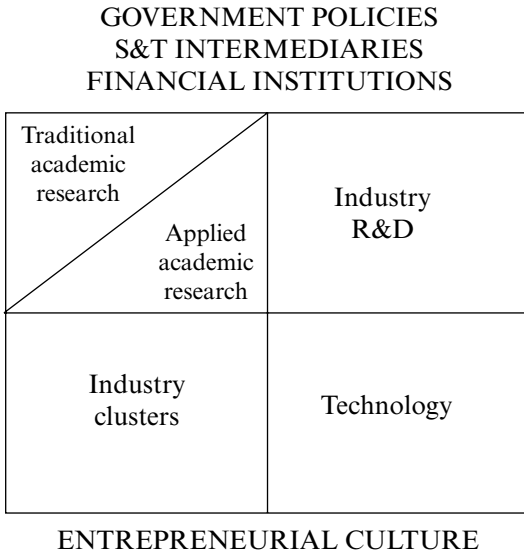 GOVERNMENT POLICIES
S&T INTERMEDIARIES
FINANCIAL INSTITUTIONS
Traditional
academic
research
Applied
academic
research
Industry
R&D
Industry
clusters
Technology
ENTREPRENEURIAL CULTURE